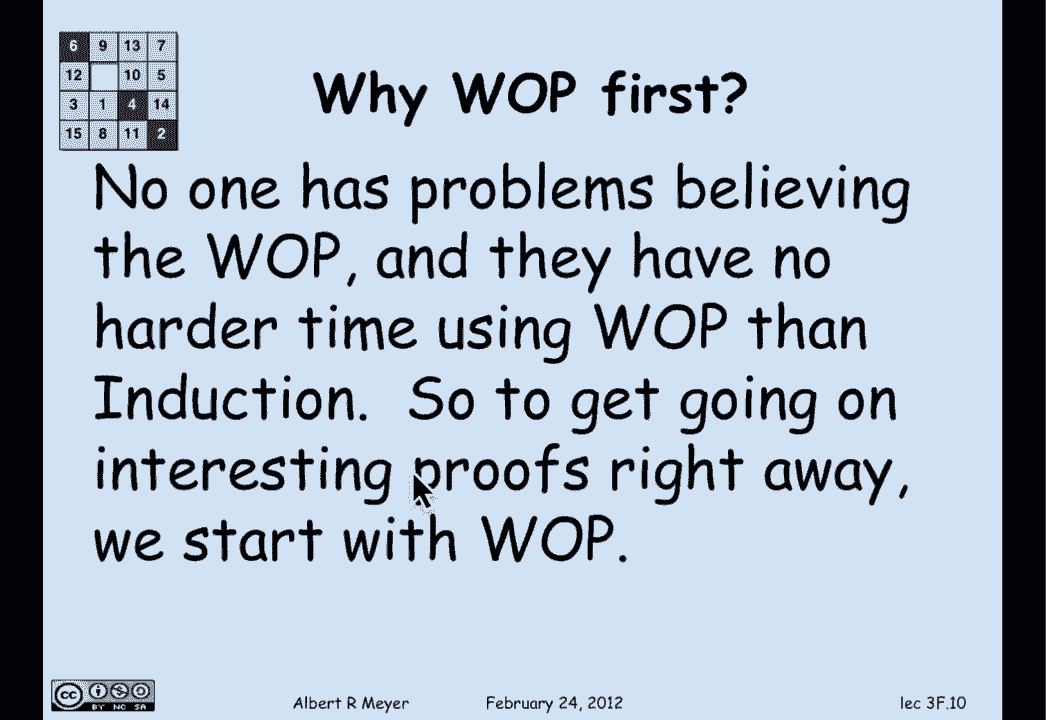 6 9 13 7
12 10 5
3 1 4 14
15 8 11 2
Why WOP first?
No one has problems believing
the WOP, and they have no
harder time using WOP than
Induction. So to get going on
interesting proofs right away,
we start with WOP.
cc BY NC SA
Albert R Meyer February 24, 2012 lec 3F.10